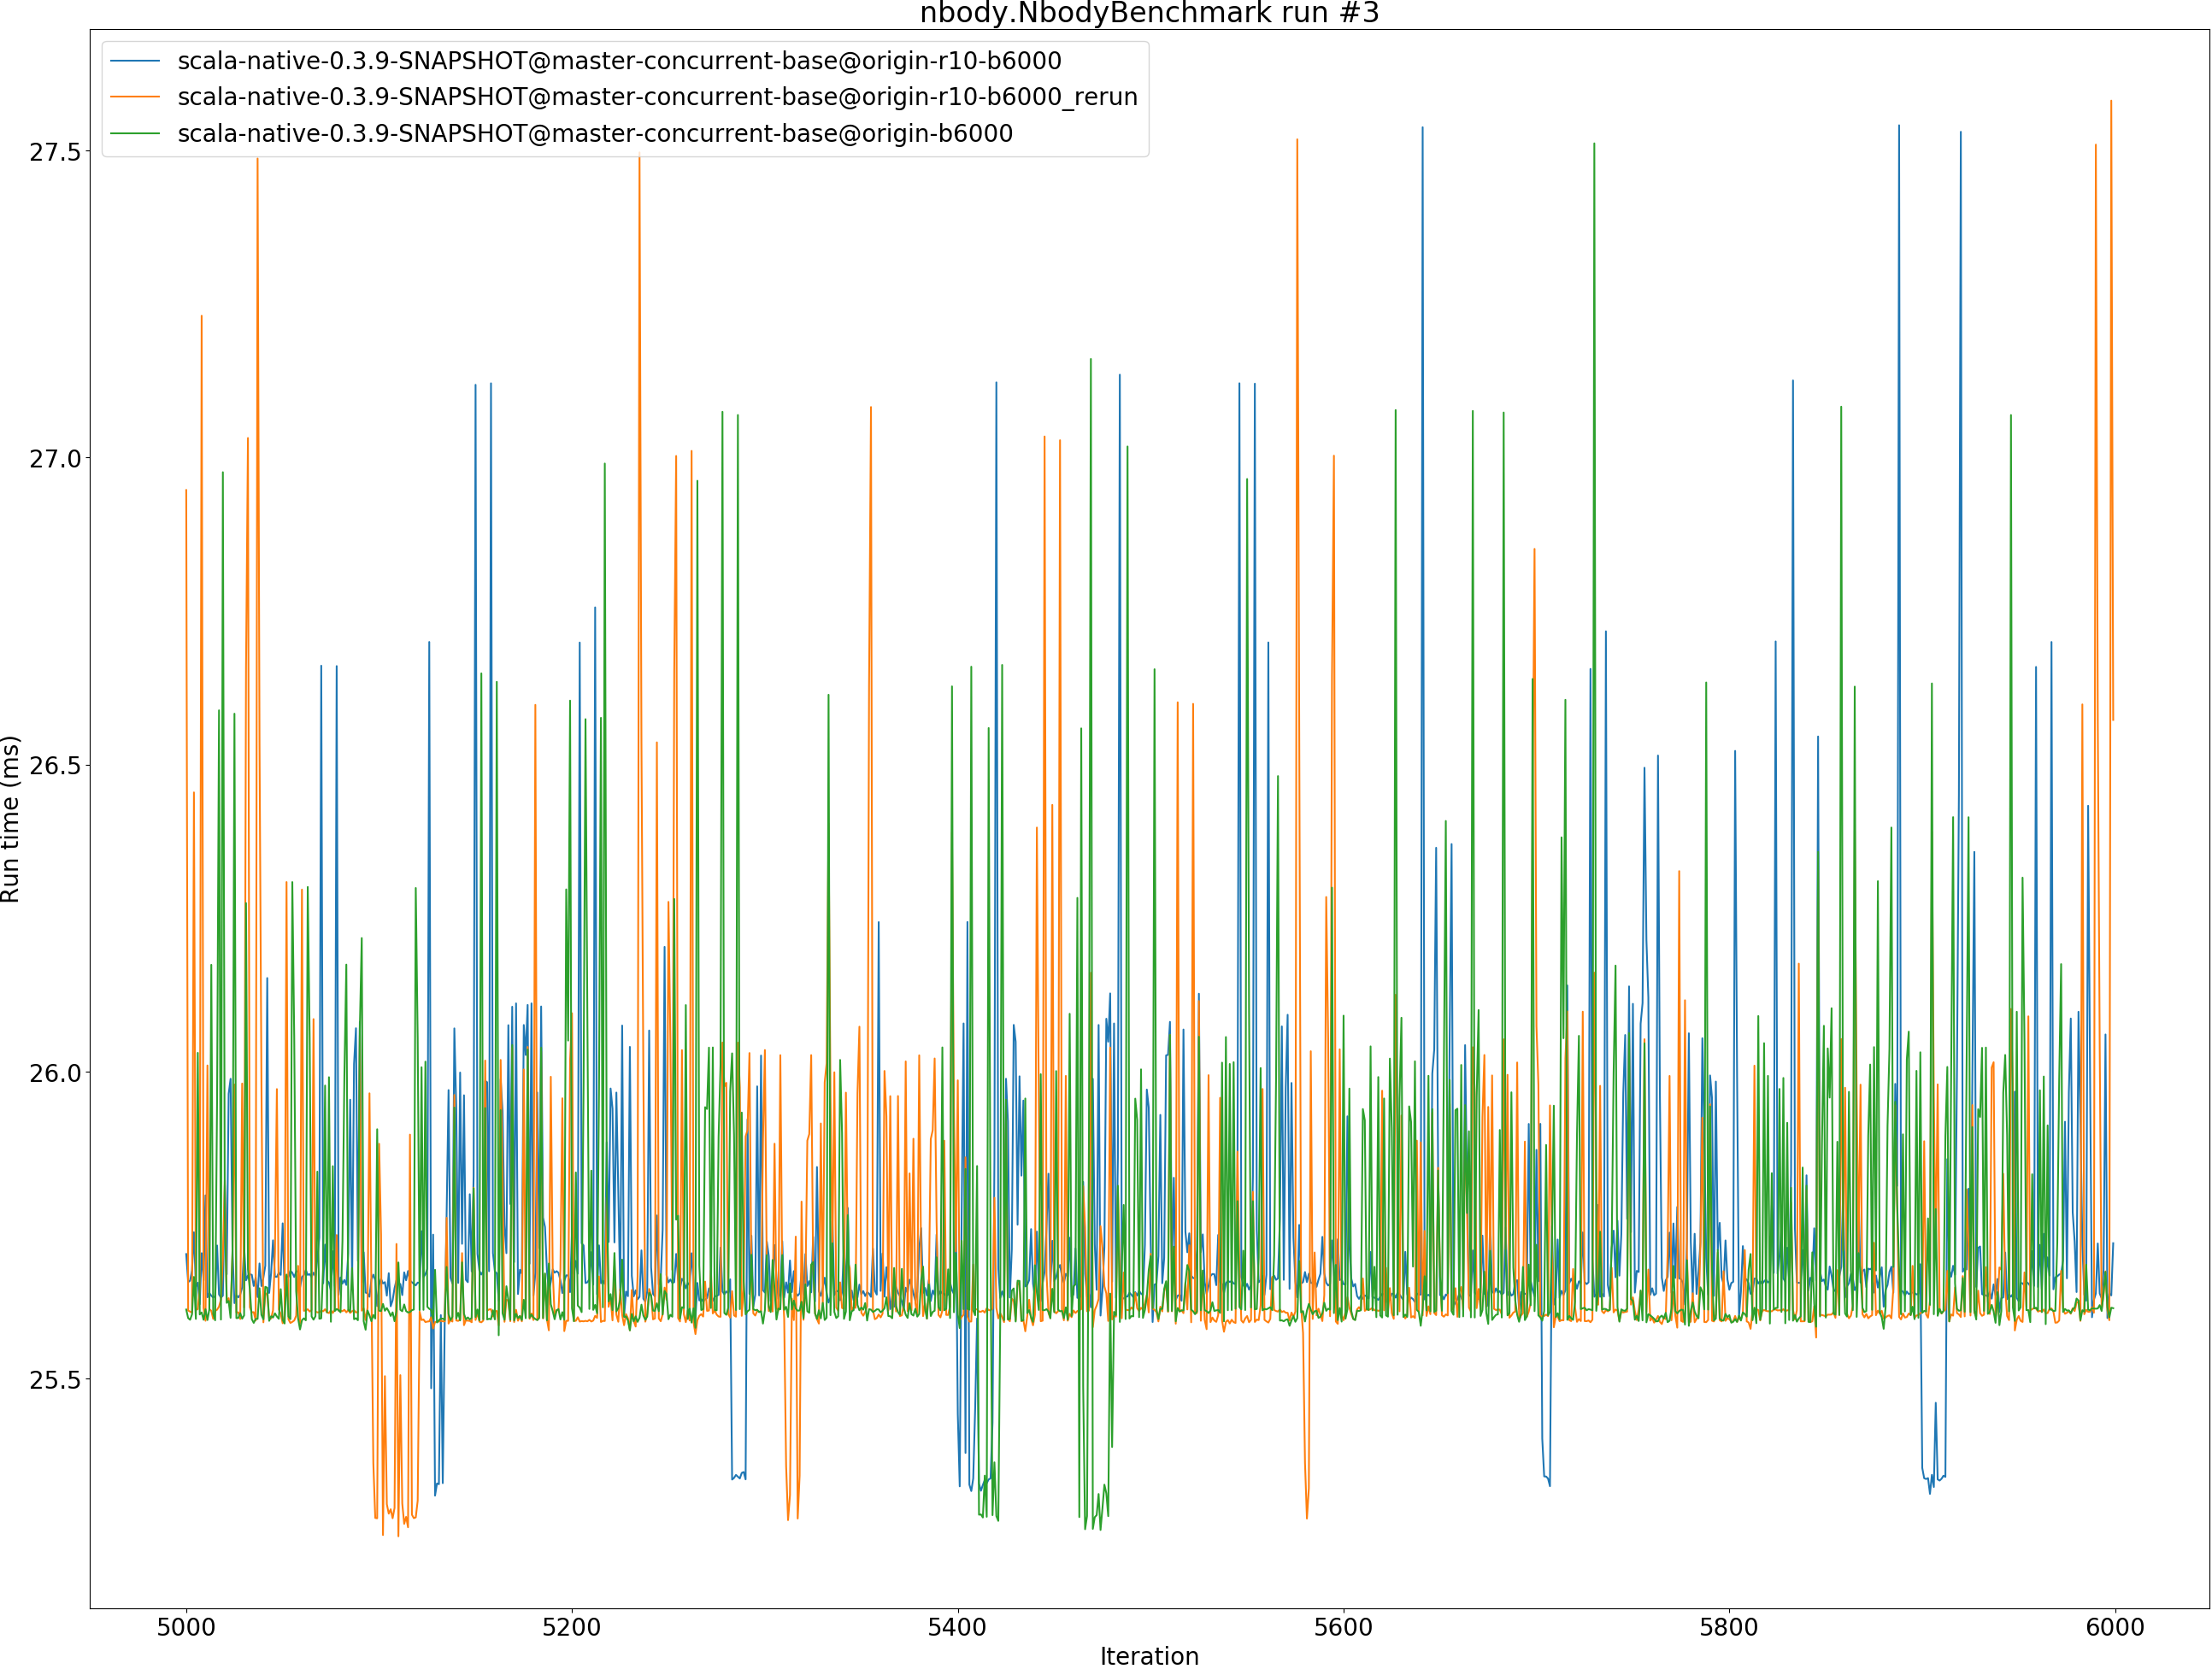 nbody.NbodyBenchmark run #3
scala-native-0.3.9-SNAPSHOT@master-concurrent-base@origin-r10-b6000
scala-native-0.3.9-SNAPSHOT@master-concurrent-base@origin-r10-b6000_rerun
scala-native-0.3.9-SNAPSHOT@master-concurrent-base@origin-b6000
27.5
27.0
26.5
26.0
25.5
Run time (ms)
5000 5200 5400 5600 5800 6000
Iteration